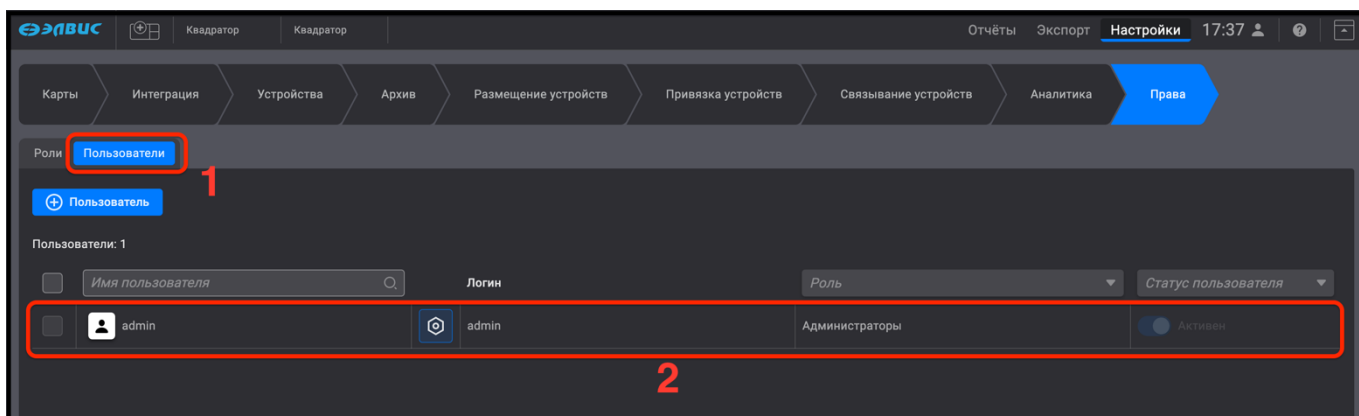 ЭЛВИС Квадратор Квадратор Отчёты Экспорт Настройки 17:37
Карты Интеграция Устройства Архив Размещение устройств Привязка устройств Связывание устройств Аналитика Права
Роли Пользователи
1
Пользователь
Пользователи: 1
Имя пользователя Логин Роль Статус пользователя
admin admin Администраторы Активен
2